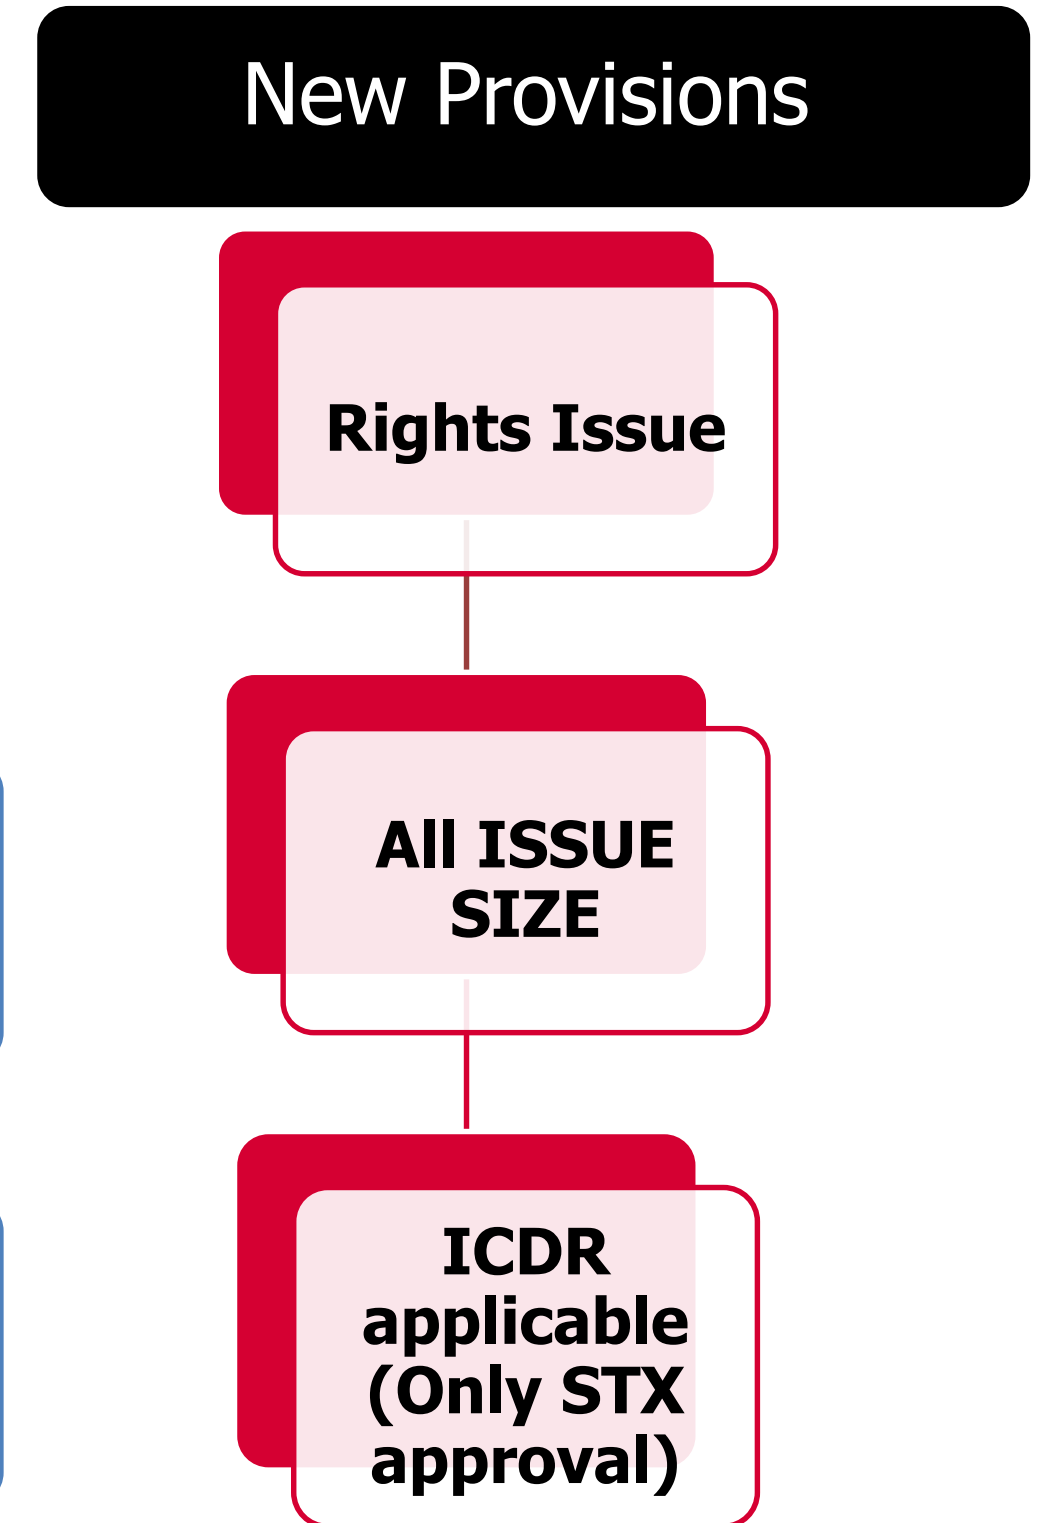 New Provisions
Rights Issue
All ISSUE
SIZE
ICDR
applicable
(Only STX
approval)